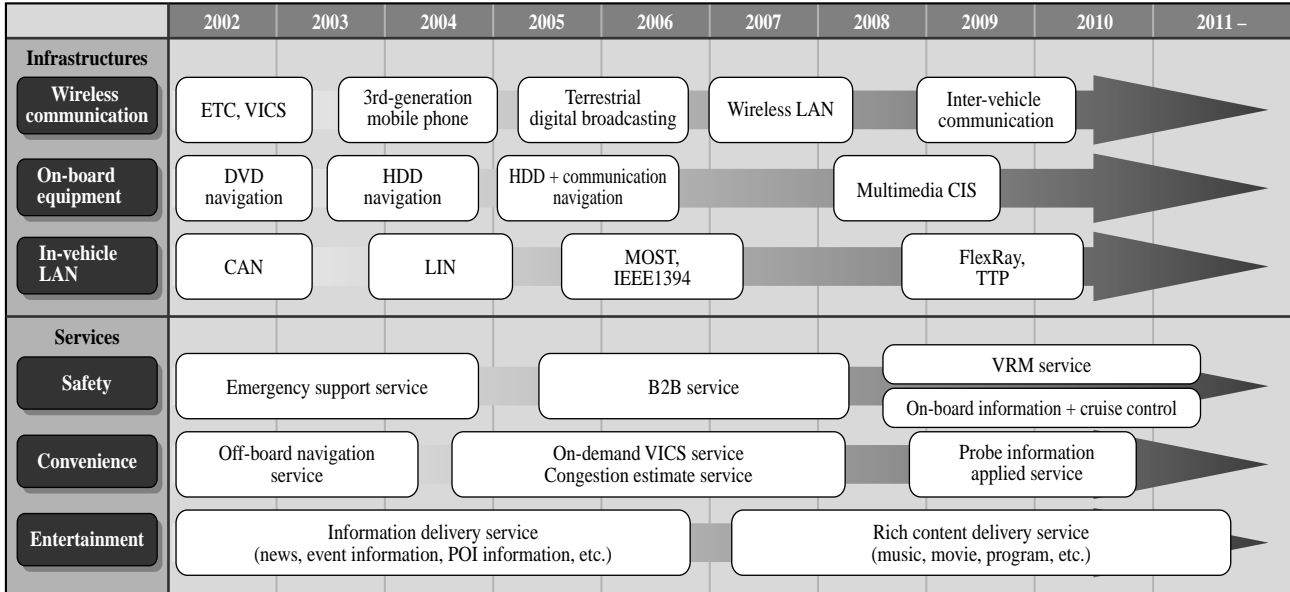 2002 2003 2004 2005 2006 2007 2008 2009 2010 2011 –
Infrastructures
Wireless
communication
ETC, VICS
3rd-generation
mobile phone
Terrestrial
digital broadcasting
Wireless LAN
Inter-vehicle
communication
On-board
equipment
DVD
navigation
HDD
navigation
HDD + communication
navigation
Multimedia CIS
In-vehicle
LAN
CAN
LIN
MOST,
IEEE1394
FlexRay,
TTP
Services
Safety
Emergency support service
B2B service
VRM service
On-board information + cruise control
Convenience
Off-board navigation
service
On-demand VICS service
Congestion estimate service
Probe information
applied service
Entertainment
Information delivery service
(news, event information, POI information, etc.)
Rich content delivery service
(music, movie, program, etc.)